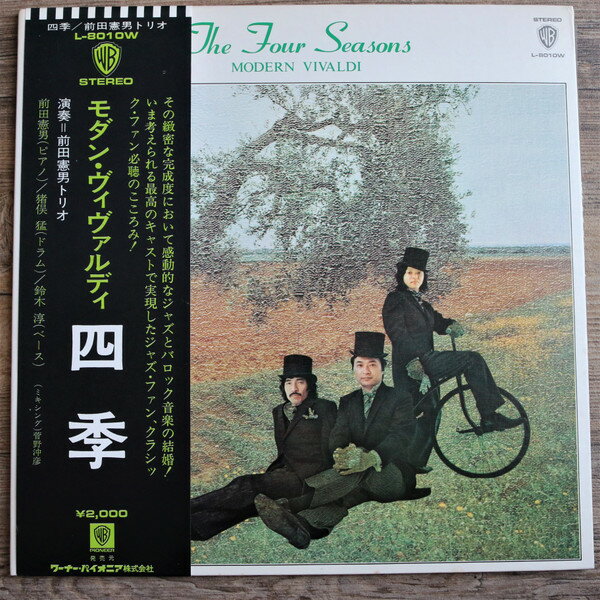 四季/前田憲男トリオ
L-8010W
WB
STEREO
モダン・ヴィヴァルディ
四季
演奏=前田憲男トリオ
前田憲男(ピアノ)/猪俣 猛(ドラム)/鈴木 淳(ベース) (ミキシング)菅野沖彦
その緻密な完成度において感動的なジャズとバロック音楽の結婚!
いま考えられる最高のキャストで実現したジャズ・ファン、クラシッ
ク・ファン必聴のこころみ!
¥2,000
WB
PIONEER
発売元
ワーナー・パイオニア株式会社
The Four Seasons
MODERN VIVALDI
STEREO
WB
L-8010W